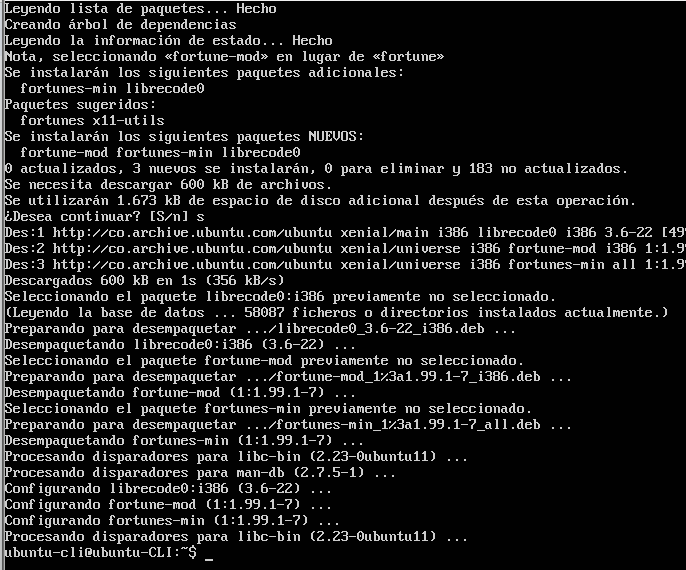 Leyendo lista de paquetes... Hecho
Creando árbol de dependencias
Leyendo la información de estado... Hecho
Nota, seleccionando «fortune-mod» en lugar de «fortune»
Se instalarán los siguientes paquetes adicionales:
  fortunes-min librecode0
Paquetes sugeridos:
  fortunes x11-utils
Se instalarán los siguientes paquetes NUEVOS:
  fortune-mod fortunes-min librecode0
0 actualizados, 3 nuevos se instalarán, 0 para eliminar y 183 no actualizados.
Se necesita descargar 600 kB de archivos.
Se utilizarán 1.673 kB de espacio de disco adicional después de esta operación.
¿Desea continuar? [S/n] s
Des:1 http://co.archive.ubuntu.com/ubuntu xenial/main i386 librecode0 i386 3.6-22 [49
Des:2 http://co.archive.ubuntu.com/ubuntu xenial/universe i386 fortune-mod i386 1:1.9
Des:3 http://co.archive.ubuntu.com/ubuntu xenial/universe i386 fortunes-min all 1:1.9
Descargados 600 kB en 1s (356 kB/s)
Seleccionando el paquete librecode0:i386 previamente no seleccionado.
(Leyendo la base de datos ... 58087 ficheros o directorios instalados actualmente.)
Preparando para desempaquetar .../librecode0_3.6-22_i386.deb ...
Desempaquetando librecode0:i386 (3.6-22) ...
Seleccionando el paquete fortune-mod previamente no seleccionado.
Preparando para desempaquetar .../fortune-mod_1%3a1.99.1-7_i386.deb ...
Desempaquetando fortune-mod (1:1.99.1-7) ...
Seleccionando el paquete fortunes-min previamente no seleccionado.
Preparando para desempaquetar .../fortunes-min_1%3a1.99.1-7_all.deb ...
Desempaquetando fortunes-min (1:1.99.1-7) ...
Procesando disparadores para libc-bin (2.23-0ubuntu11) ...
Procesando disparadores para man-db (2.7.5-1) ...
Configurando librecode0:i386 (3.6-22) ...
Configurando fortune-mod (1:1.99.1-7) ...
Configurando fortunes-min (1:1.99.1-7) ...
Procesando disparadores para libc-bin (2.23-0ubuntu11) ...
ubuntu-cli@ubuntu-CLI:~$ _